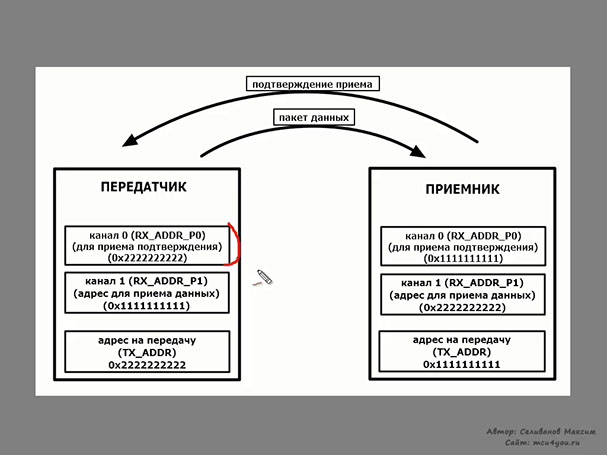 подтверждение приема
пакет данных
ПЕРЕДАТЧИК
канал 0 (RX_ADDR_P0)
(для приема подтверждения)
(0x2222222222)
канал 1 (RX_ADDR_P1)
(адрес для приема данных)
(0x1111111111)
адрес на передачу
(TX_ADDR)
0x2222222222
ПРИЕМНИК
канал 0 (RX_ADDR_P0)
(для приема подтверждения)
(0x1111111111)
канал 1 (RX_ADDR_P1)
(адрес для приема данных)
(0x2222222222)
адрес на передачу
(TX_ADDR)
0x1111111111
Автор: Селиванов Максим
Сайт: mcu4you.ru